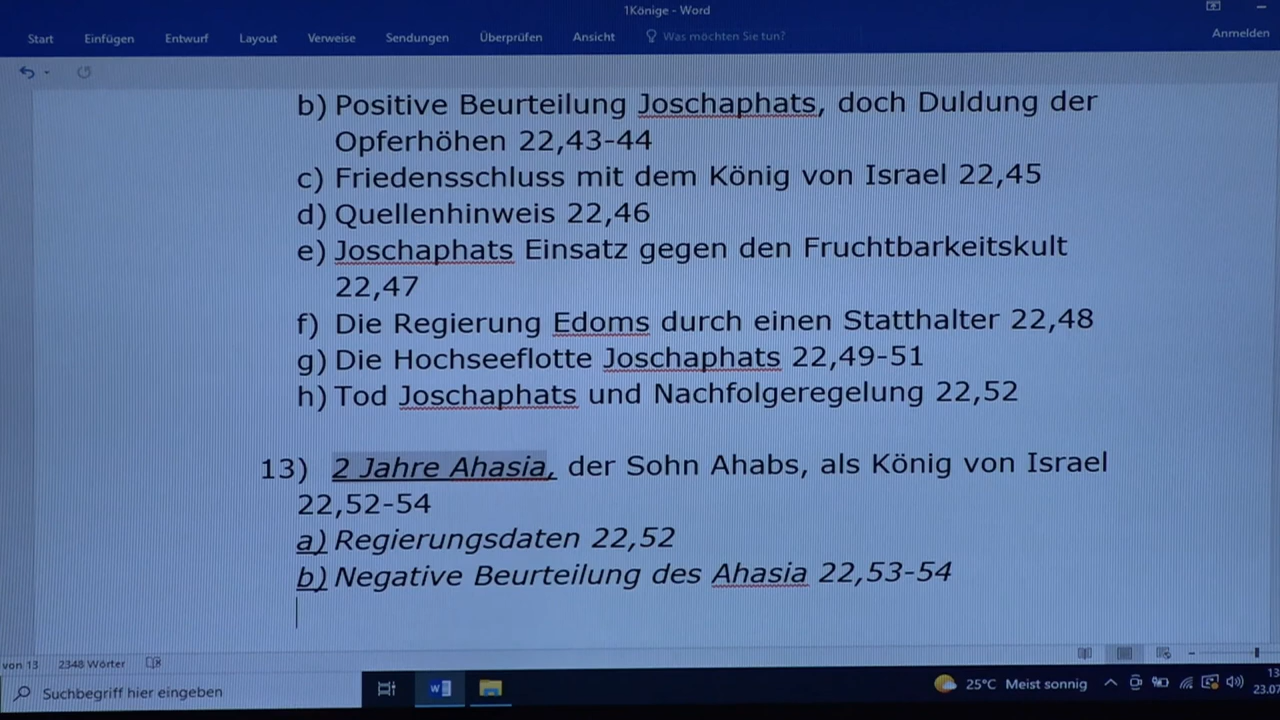 1Könige - Word
Start Einfügen Entwurf Layout Verweise Sendungen Überprüfen Ansicht Was möchten Sie tun? Anmelden
b) Positive Beurteilung Joschaphats, doch Duldung der
Opferhöhen 22,43-44
c) Friedensschluss mit dem König von Israel 22,45
d) Quellenhinweis 22,46
e) Joschaphats Einsatz gegen den Fruchtbarkeitskult
22,47
f) Die Regierung Edoms durch einen Statthalter 22,48
g) Die Hochseeflotte Joschaphats 22,49-51
h) Tod Joschaphats und Nachfolgeregelung 22,52
13) 2 Jahre Ahasia, der Sohn Ahabs, als König von Israel
22,52-54
a) Regierungsdaten 22,52
b) Negative Beurteilung des Ahasia 22,53-54
von 13 2348 Wörter
Suchbegriff hier eingeben
25°C Meist sonnig
13
23.07